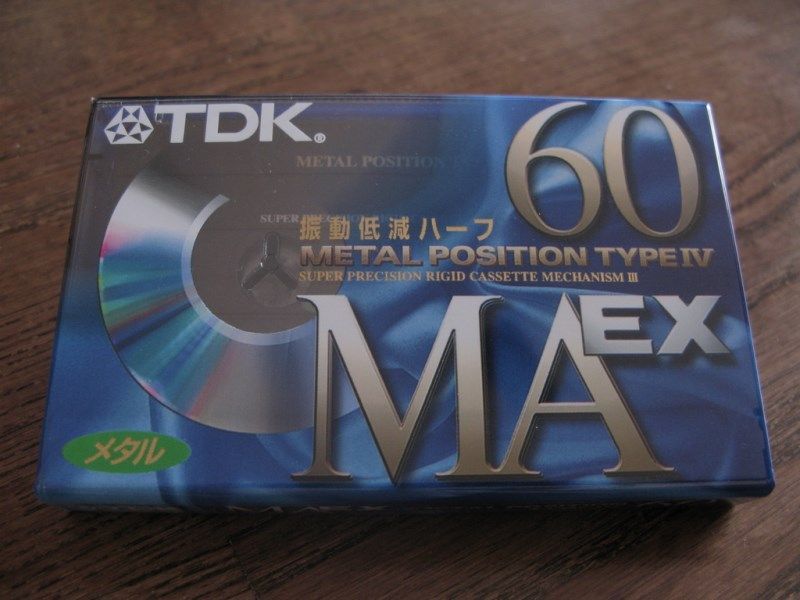 TDK®
60
METAL POSITION
SUPER
振動低減ハーフ
METAL POSITION TYPE IV
SUPER PRECISION RIGID CASSETTE MECHANISM III
MA EX
メタル